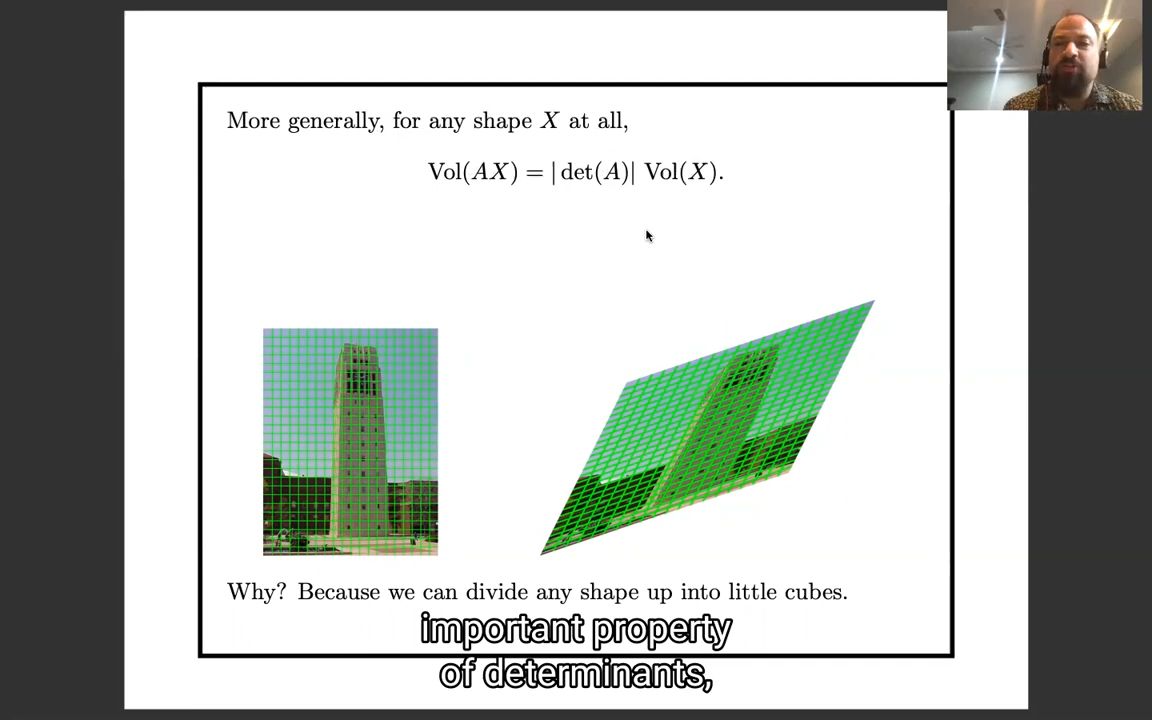 More generally, for any shape X at all,
Vol(AX) = | det(A)| Vol(X).
Why? Because we can divide any shape up into little cubes.
important property
of determinants,